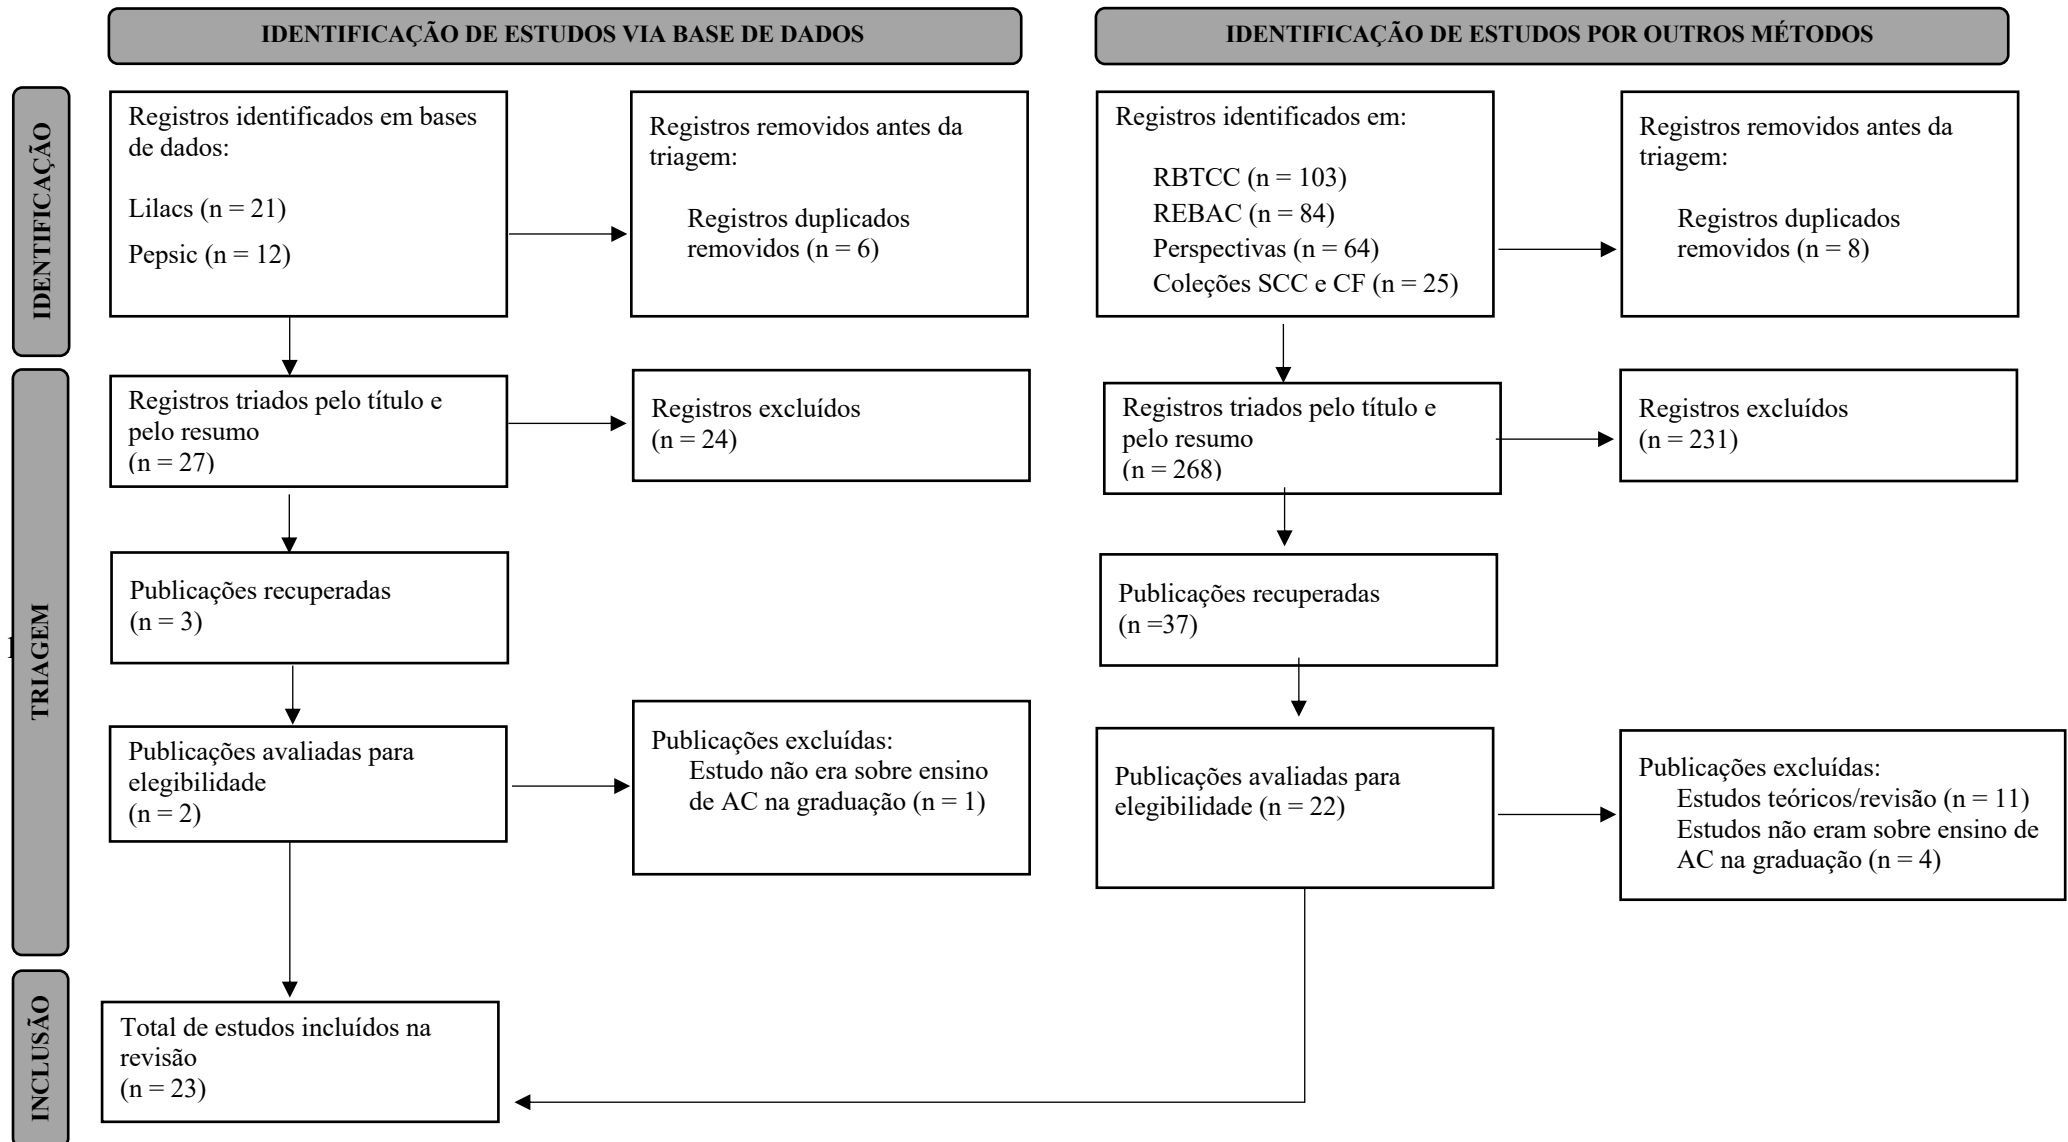 IDENTIFICAÇÃO DE ESTUDOS VIA BASE DE DADOS
IDENTIFICAÇÃO DE ESTUDOS POR OUTROS MÉTODOS
IDENTIFICAÇÃO
Registros identificados em bases
de dados:
Lilacs (n = 21)
Pepsic (n = 12)
Registros removidos antes da
triagem:
Registros duplicados
removidos (n = 6)
Registros identificados em:
RBTCC (n = 103)
REBAC (n = 84)
Perspectivas (n = 64)
Coleções SCC e CF (n = 25)
Registros removidos antes da
triagem:
Registros duplicados
removidos (n = 8)
TRIAGEM
Registros triados pelo título e
pelo resumo
(n = 27)
Registros excluídos
(n = 24)
Registros triados pelo título e
pelo resumo
(n = 268)
Registros excluídos
(n = 231)
Publicações recuperadas
(n = 3)
Publicações recuperadas
(n =37)
Publicações avaliadas para
elegibilidade
(n = 2)
Publicações excluídas:
Estudo não era sobre ensino
de AC na graduação (n = 1)
Publicações avaliadas para
elegibilidade (n = 22)
Publicações excluídas:
Estudos teóricos/revisão (n = 11)
Estudos não eram sobre ensino de
AC na graduação (n = 4)
INCLUSÃO
Total de estudos incluídos na
revisão
(n = 23)